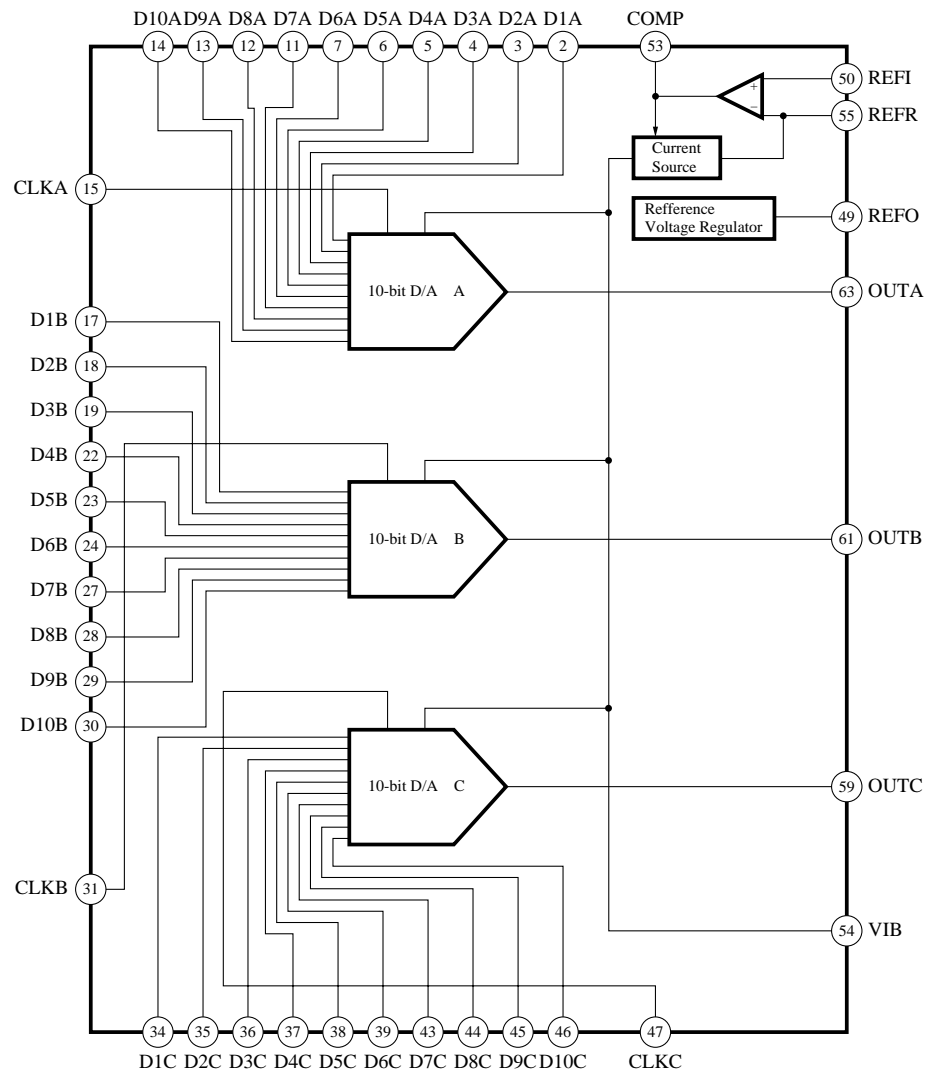 D10A D9A D8A D7A D6A D5A D4A D3A D2A D1A COMP
14 13 12 11 7 6 5 4 3 2 53
+
−
50 REFI
55 REFR
Current
Source
CLKA 15
Refference
Voltage Regulator
49 REFO
10-bit D/A A
63 OUTA
D1B 17
D2B 18
D3B 19
D4B 22
D5B 23
D6B 24
D7B 27
D8B 28
D9B 29
D10B 30
10-bit D/A B
61 OUTB
10-bit D/A C
59 OUTC
CLKB 31
54 VIB
34 35 36 37 38 39 43 44 45 46 47
D1C D2C D3C D4C D5C D6C D7C D8C D9C D10C CLKC